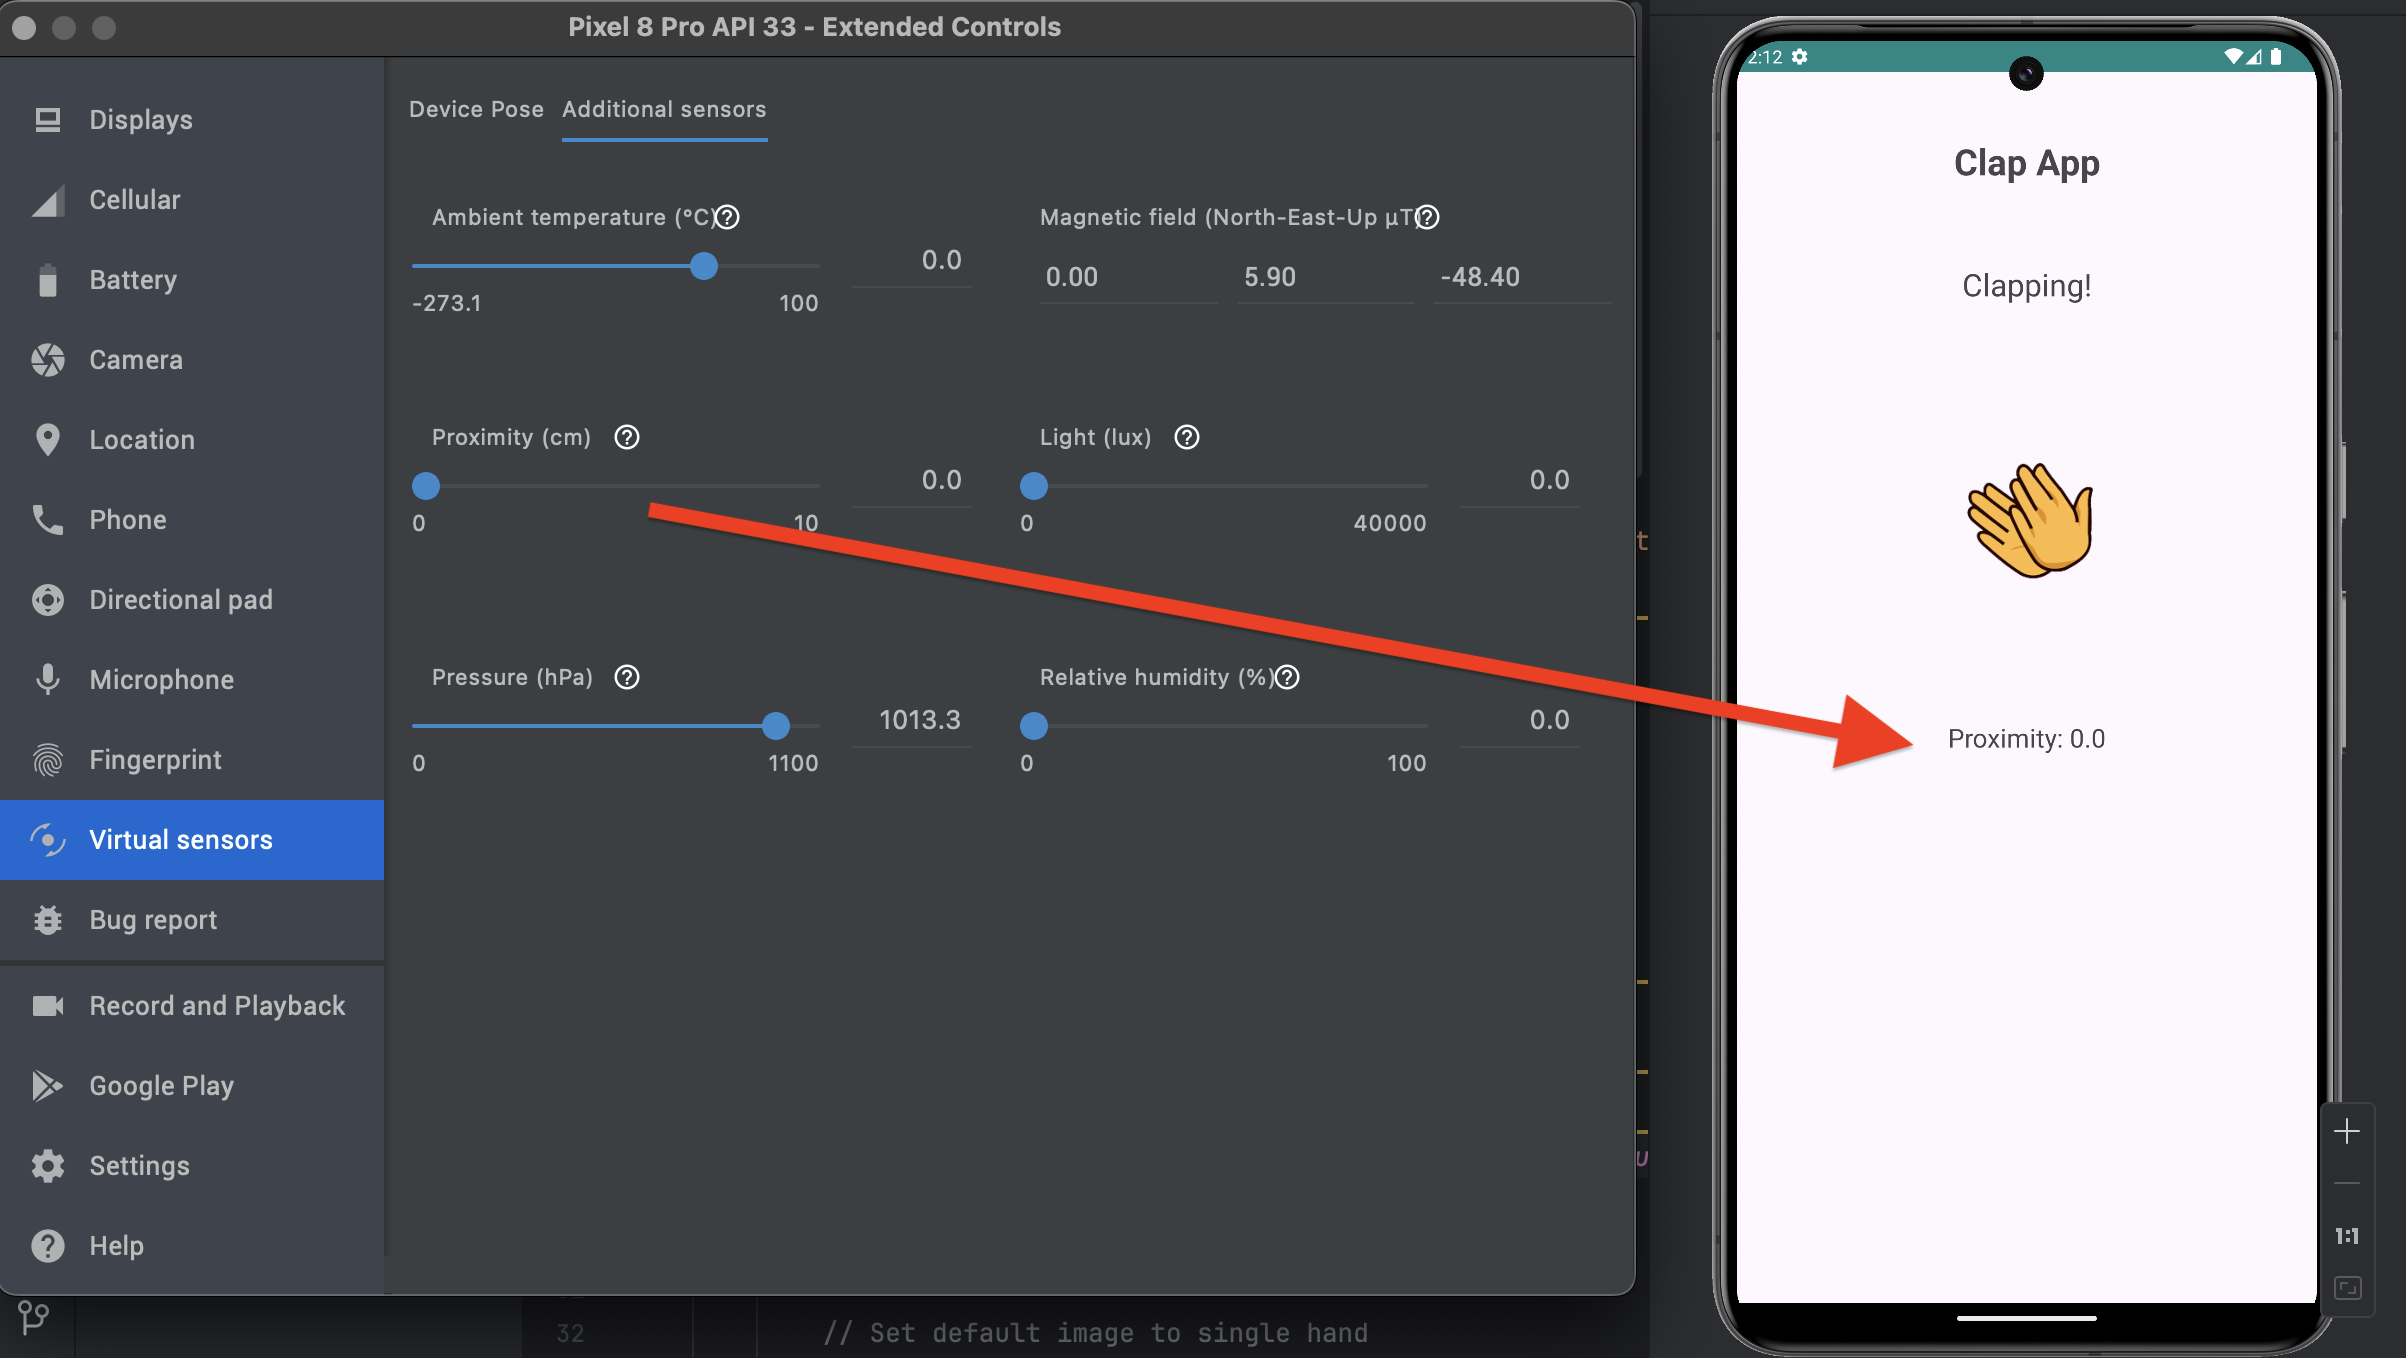 Pixel 8 Pro API 33 - Extended Controls
Displays
Cellular
Battery
Camera
Location
Phone
Directional pad
Microphone
Fingerprint
Virtual sensors
Bug report
Record and Playback
Google Play
Settings
Help
Device Pose Additional sensors
Ambient temperature (°C)
0.0
-273.1 100
Magnetic field (North-East-Up µT)
0.00 5.90 -48.40
Proximity (cm)
0.0
0 10
Light (lux)
0.0
0 40000
Pressure (hPa)
1013.3
0 1100
Relative humidity (%)
0.0
0 100
32 // Set default image to single hand
2:12
Clap App
Clapping!
Proximity: 0.0
1:1